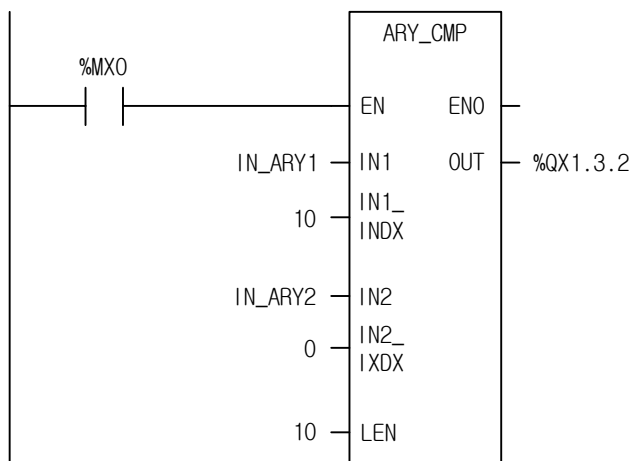 ARY_CMP
%MX0
EN ENO
IN_ARY1 IN1 OUT %QX1.3.2
10 IN1_
INDX
IN_ARY2 IN2
0 IN2_
IXDX
10 LEN